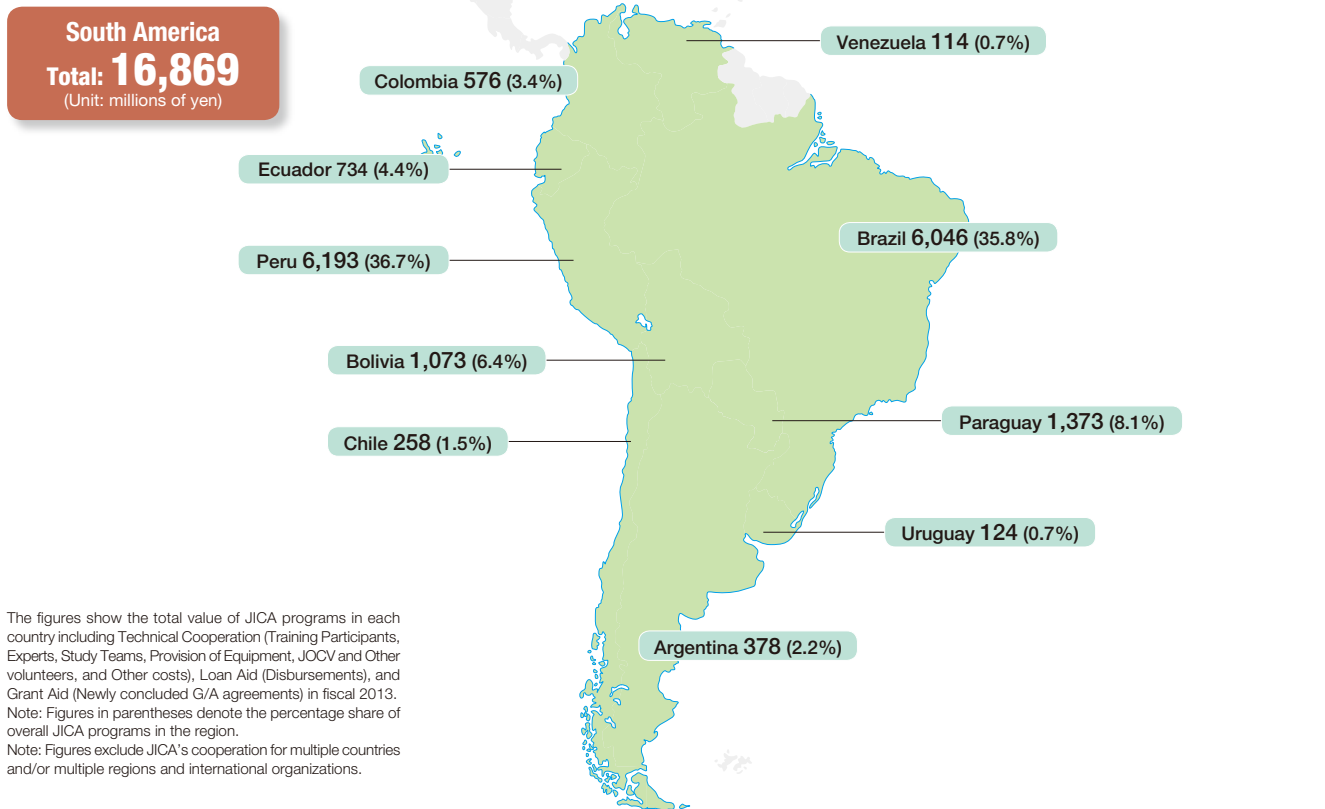 South America
Total: 16,869
(Unit: millions of yen)
Venezuela 114 (0.7%)
Colombia 576 (3.4%)
Ecuador 734 (4.4%)
Brazil 6,046 (35.8%)
Peru 6,193 (36.7%)
Bolivia 1,073 (6.4%)
Paraguay 1,373 (8.1%)
Chile 258 (1.5%)
Uruguay 124 (0.7%)
Argentina 378 (2.2%)
The figures show the total value of JICA programs in each
country including Technical Cooperation (Training Participants,
Experts, Study Teams, Provision of Equipment, JOCV and Other
volunteers, and Other costs), Loan Aid (Disbursements), and
Grant Aid (Newly concluded G/A agreements) in fiscal 2013.
Note: Figures in parentheses denote the percentage share of
overall JICA programs in the region.
Note: Figures exclude JICA's cooperation for multiple countries
and/or multiple regions and international organizations.